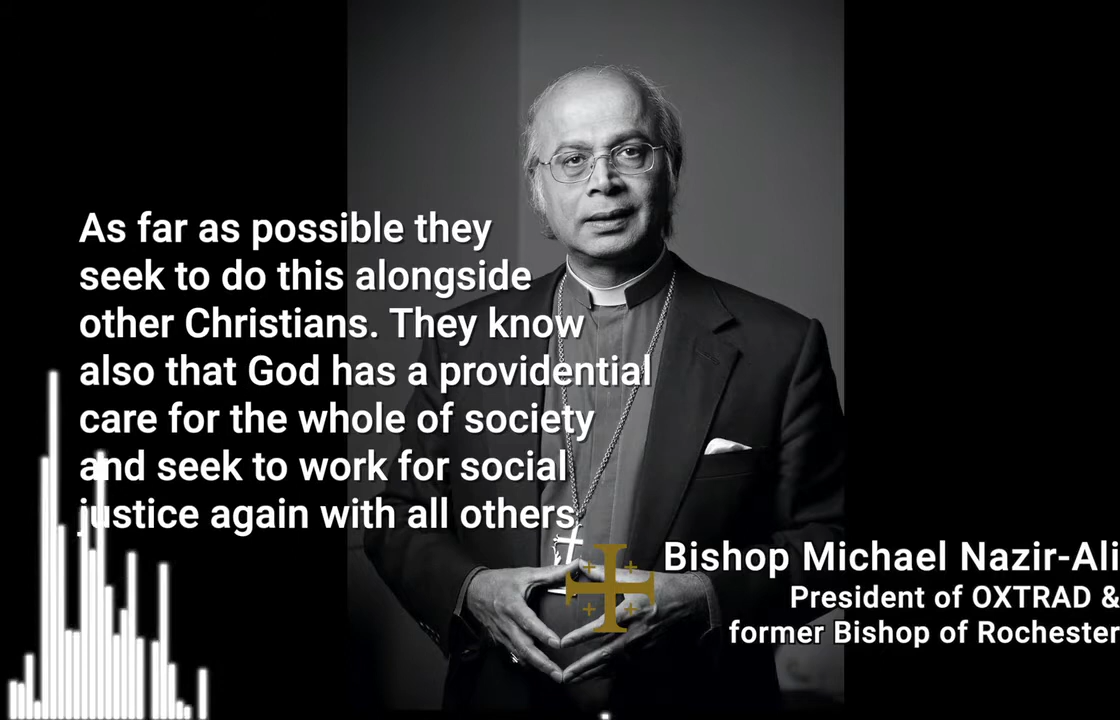 As far as possible they
seek to do this alongside
other Christians. They know
also that God has a providential
care for the whole of society
and seek to work for social
justice again with all others
Bishop Michael Nazir-Ali
President of OXTRAD &
former Bishop of Rochester